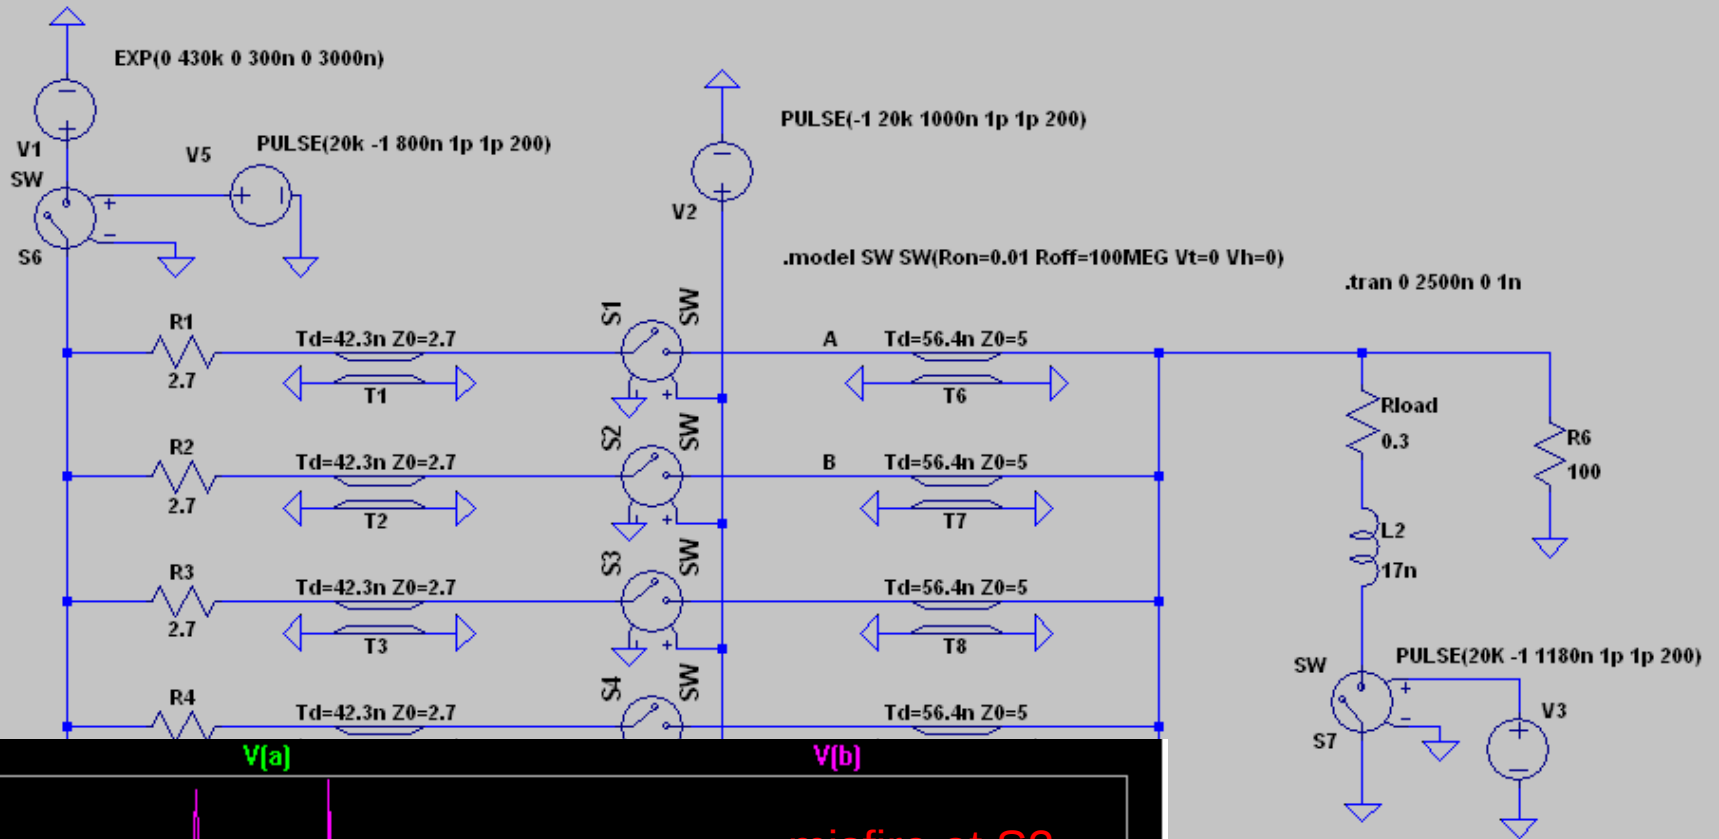 EXP(0 430k 0 300n 0 3000n)
V1
SW
S6
V5
PULSE(20k -1 800n 1p 1p 200)
PULSE(-1 20k 1000n 1p 1p 200)
V2
.model SW SW(Ron=0.01 Roff=100MEG Vt=0 Vh=0)
.tran 0 2500n 0 1n
R1
2.7
Td=42.3n Z0=2.7
T1
S1
SW
A
Td=56.4n Z0=5
T6
R2
2.7
Td=42.3n Z0=2.7
T2
S2
SW
B
Td=56.4n Z0=5
T7
R3
2.7
Td=42.3n Z0=2.7
T3
S3
SW
Td=56.4n Z0=5
T8
R4
Td=42.3n Z0=2.7
S4
SW
Td=56.4n Z0=5
Rload
0.3
R6
100
L2
17n
SW
S7
PULSE(20K -1 1180n 1p 1p 200)
V3
V(a)
V(b)